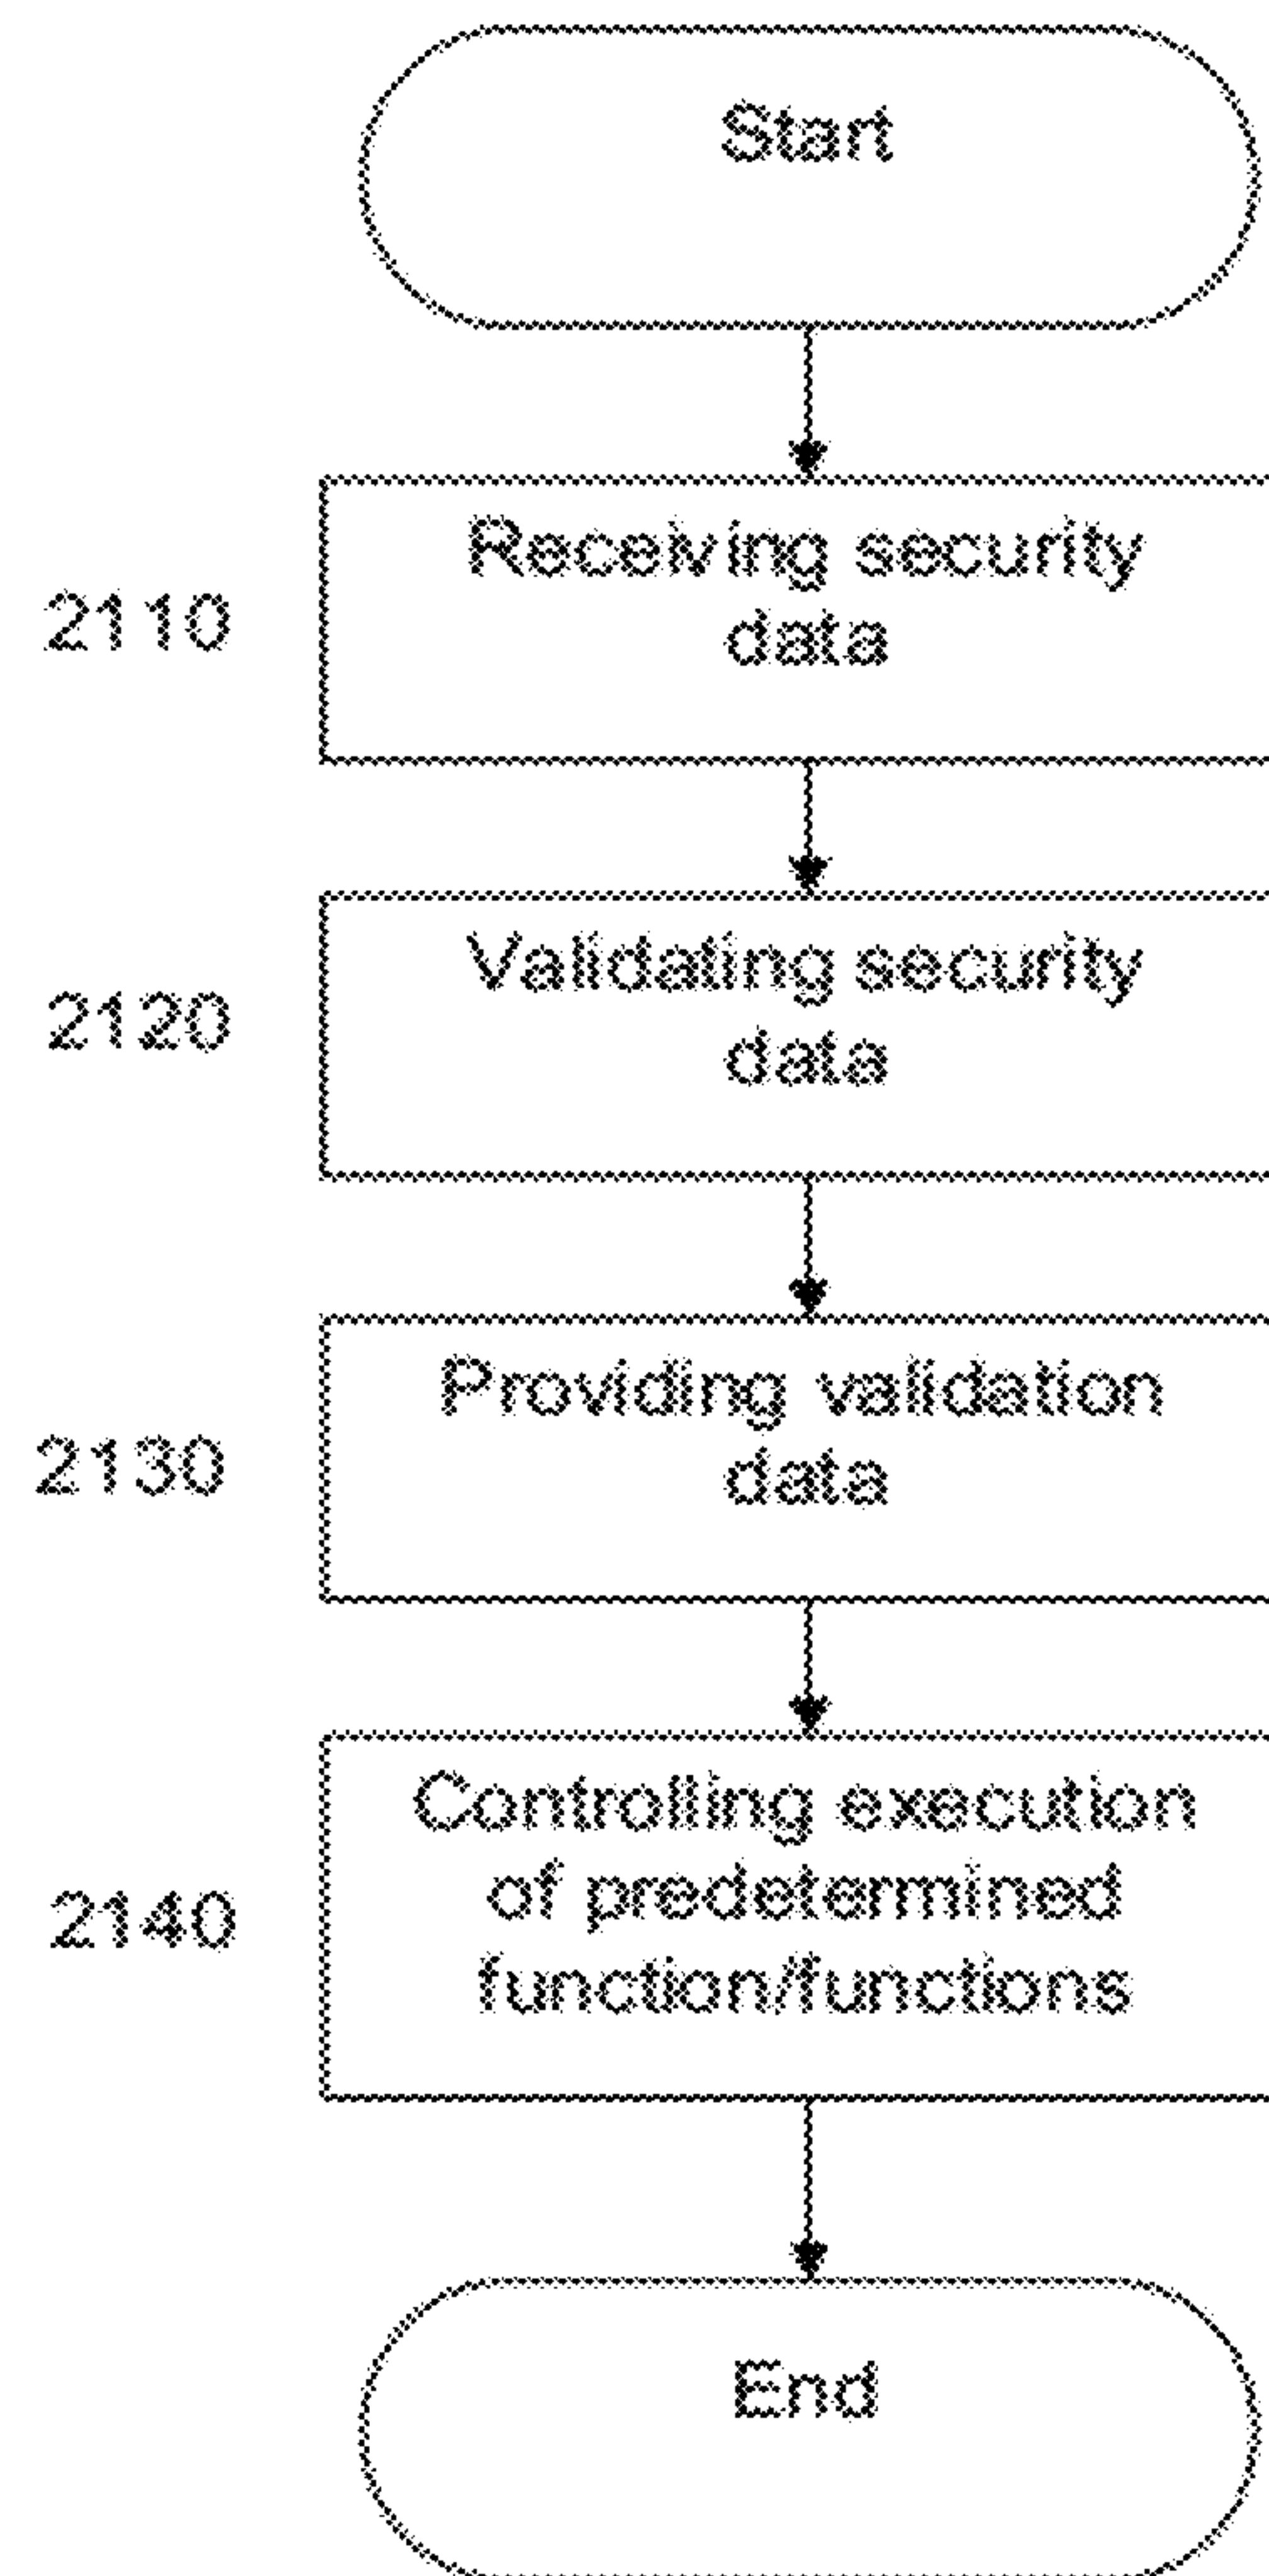 Start
Receiving security
data
2110
Validating security
data
2120
Providing validation
data
2130
Controlling execution
of predetermined
function/functions
2140
End